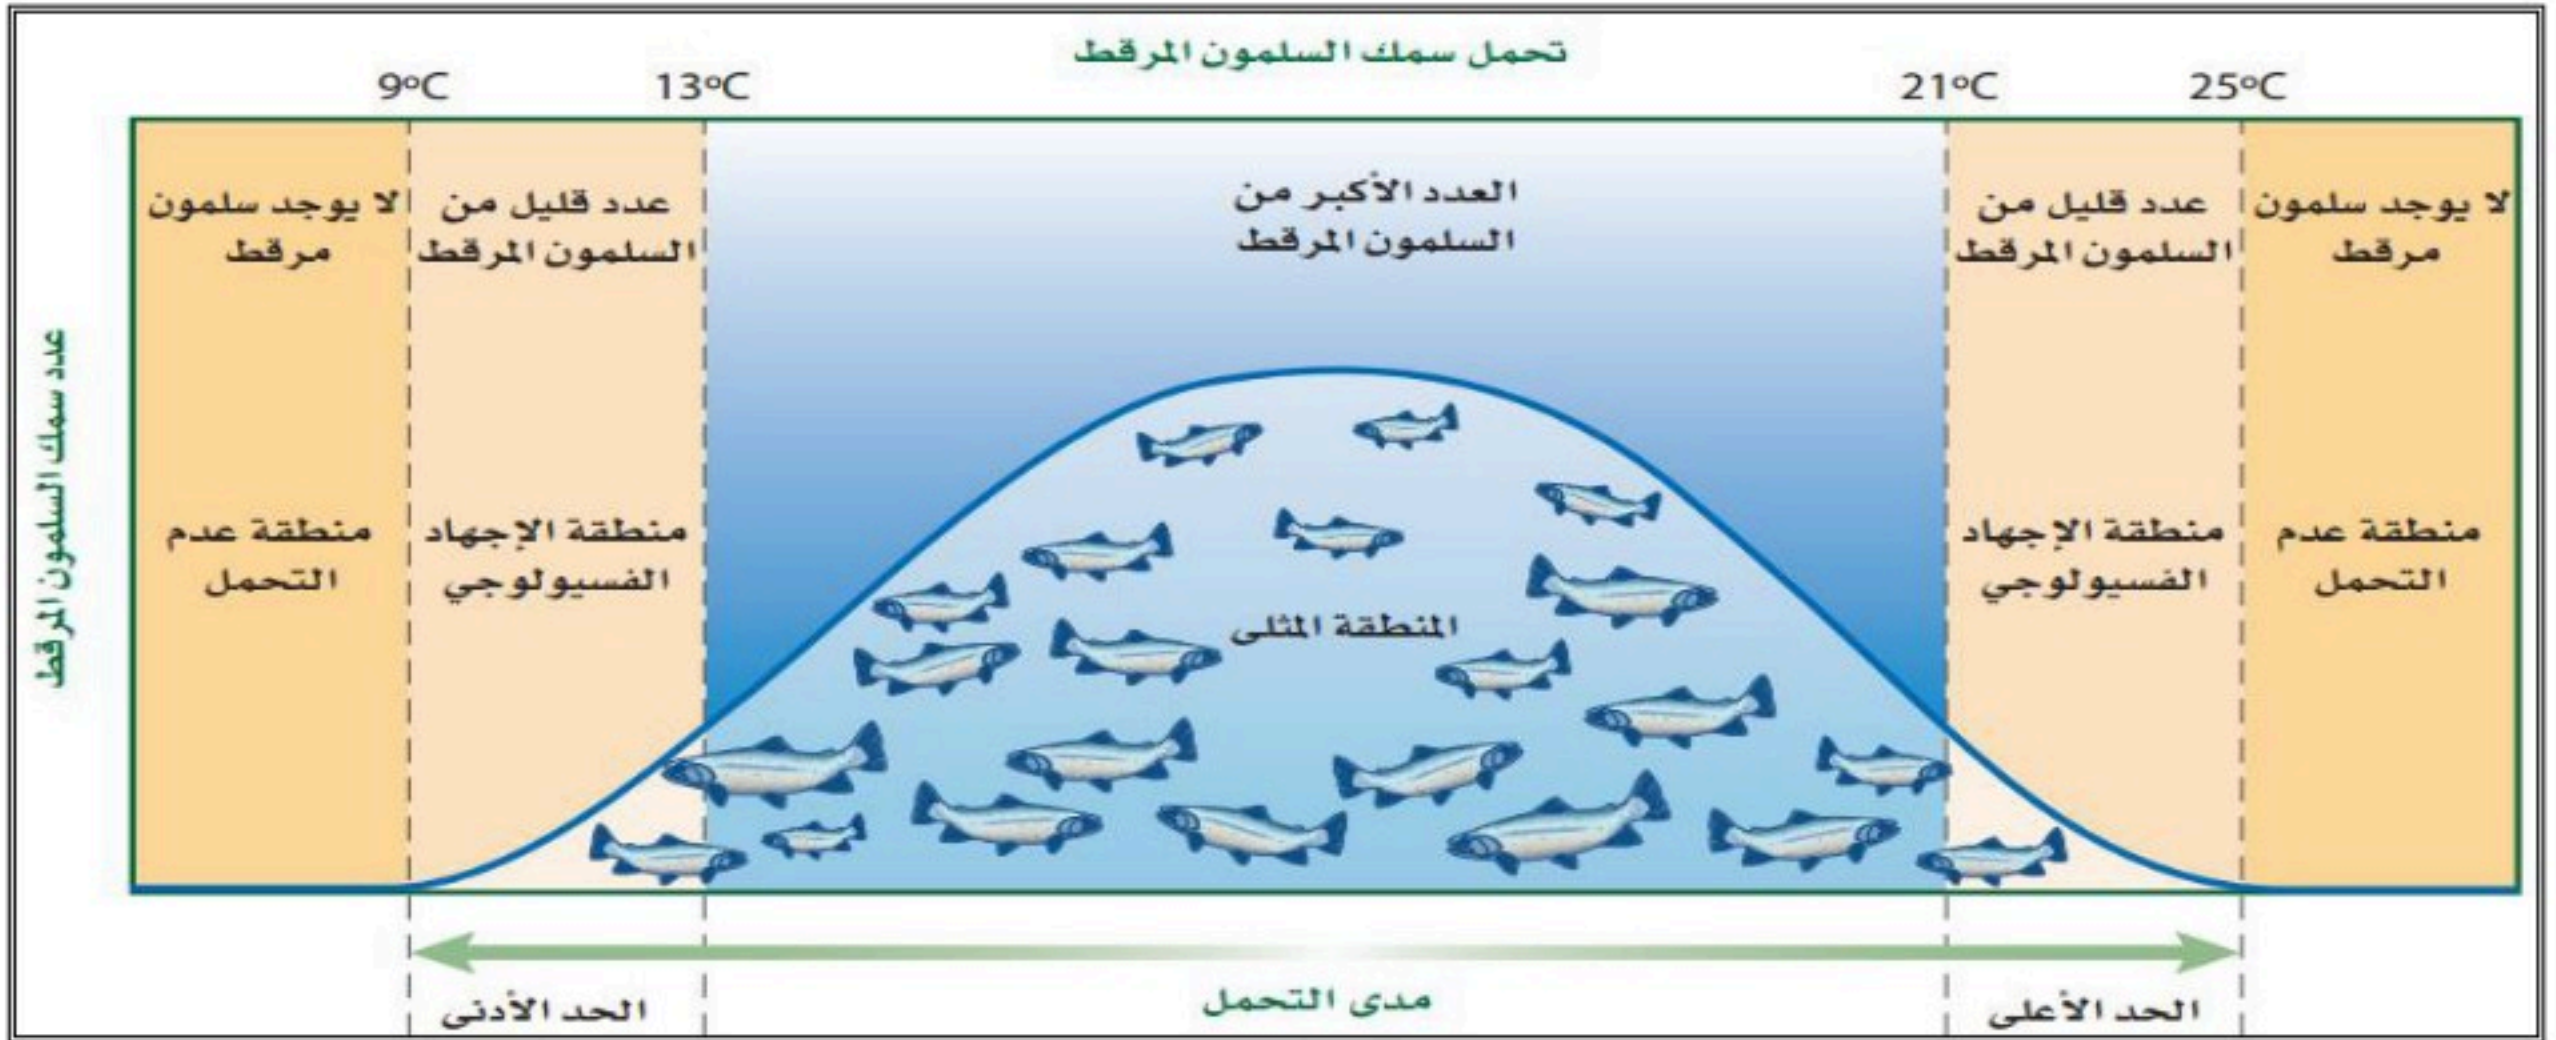 تحمل سمك السلمون المرقط
9°C
13°C
21°C
25°C
لا يوجد سلمون
مرقط
عدد قليل من
السلمون المرقط
العدد الأكبر من
السلمون المرقط
عدد قليل من
السلمون المرقط
لا يوجد سلمون
مرقط
عدد سمك السلمون المرقط
منطقة عدم
التحمل
منطقة الإجهاد
الفسيولوجي
المنطقة المثلى
منطقة الإجهاد
الفسيولوجي
منطقة عدم
التحمل
الحد الأدنى
مدى التحمل
الحد الأعلى